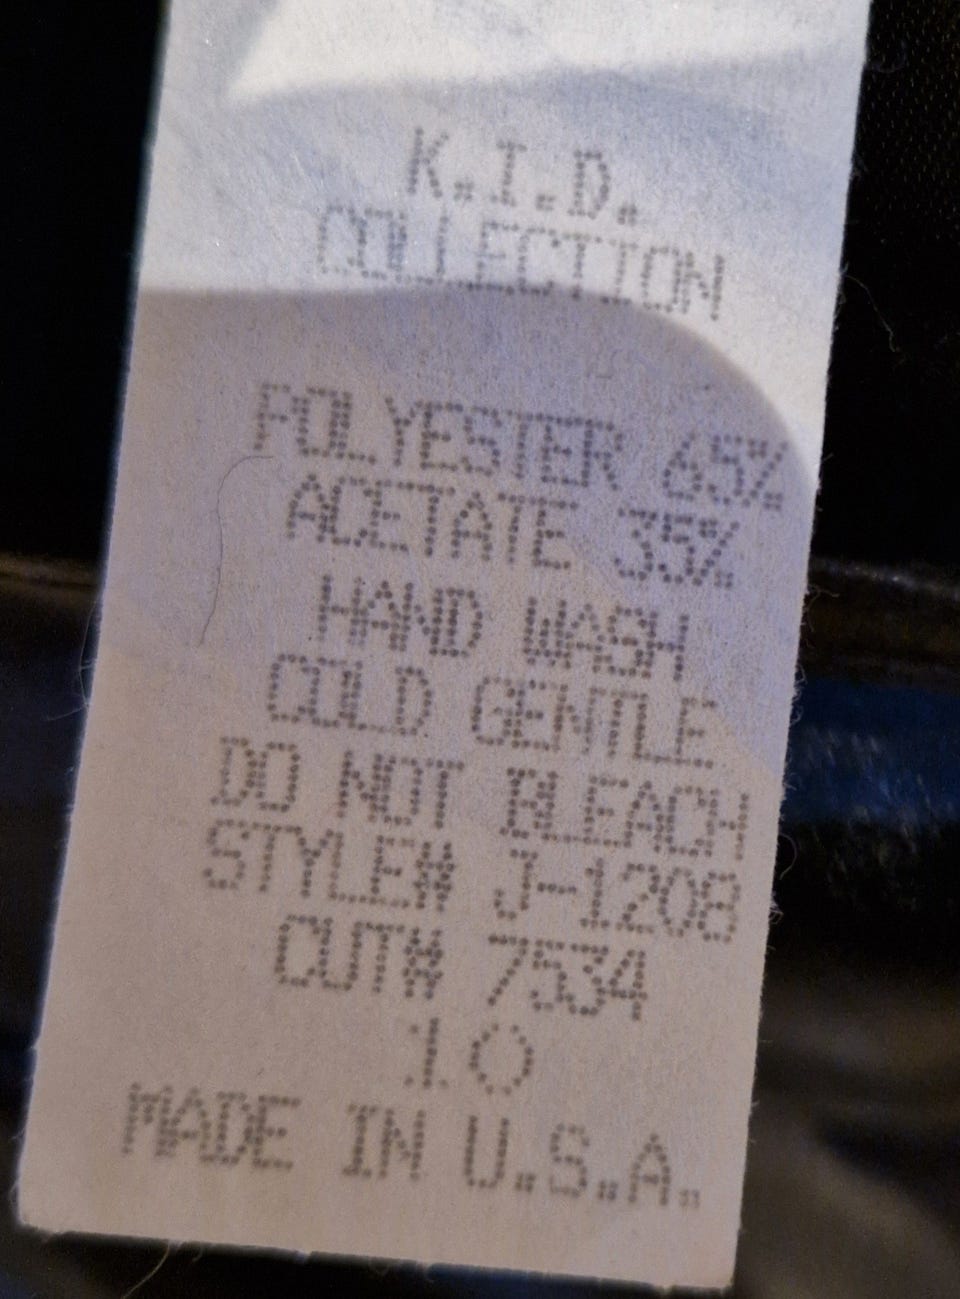 K.I.D.
COLLECTION
POLYESTER 65%
ACETATE 35%
HAND WASH
COLD GENTLE
DO NOT BLEACH
STYLE# J-1208
CUT# 7534
10
MADE IN U.S.A.